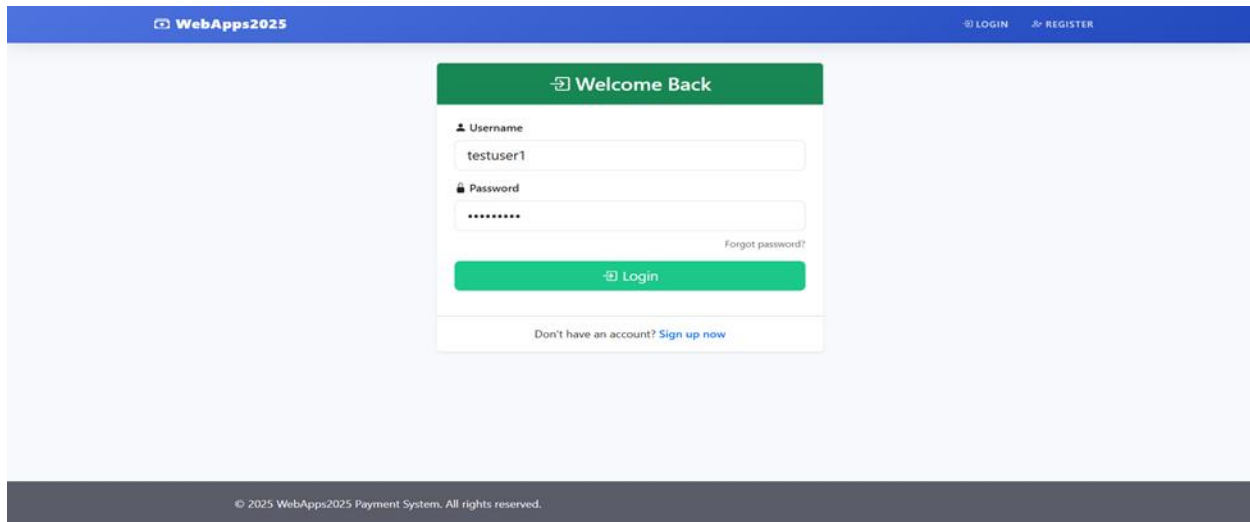 WebApps2025
LOGIN REGISTER
Welcome Back
Username
testuser1
Password
•••••••••
Forgot password?
Login
Don't have an account? Sign up now
© 2025 WebApps2025 Payment System. All rights reserved.